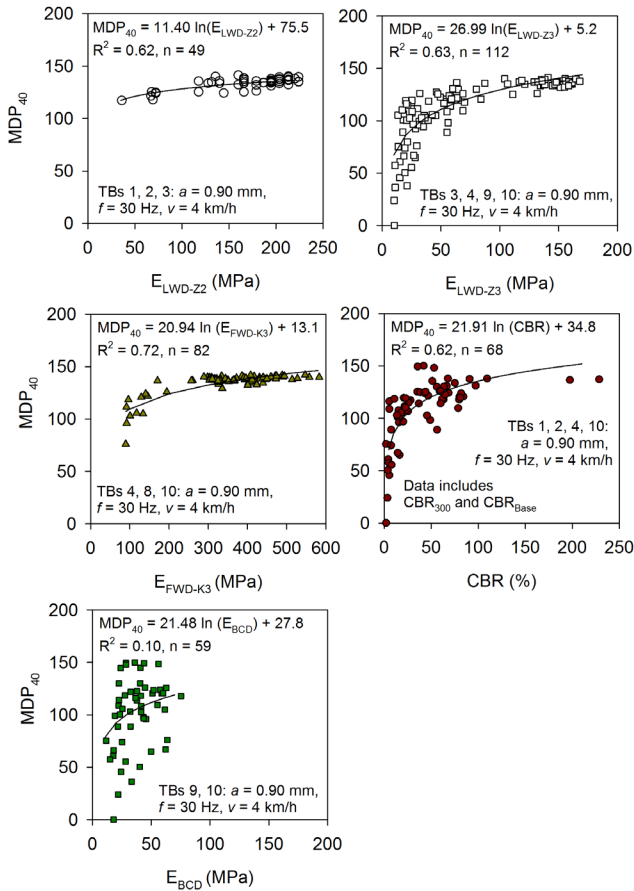 MDP40 = 11.40 ln(ELWD-Z2) + 75.5
R2 = 0.62, n = 49
TBs 1, 2, 3: a = 0.90 mm,
f = 30 Hz, v = 4 km/h
MDP40
200
150
100
50
0
0 50 100 150 200 250
ELWD-Z2 (MPa)
MDP40 = 26.99 ln(ELWD-Z3) + 5.2
R2 = 0.63, n = 112
TBs 3, 4, 9, 10: a = 0.90 mm,
f = 30 Hz, v = 4 km/h
200
150
100
50
0
0 50 100 150 200
ELWD-Z3 (MPa)
MDP40 = 20.94 ln (EFWD-K3) + 13.1
R2 = 0.72, n = 82
TBs 4, 8, 10: a = 0.90 mm,
f = 30 Hz, v = 4 km/h
MDP40
200
150
100
50
0
0 100 200 300 400 500 600
EFWD-K3 (MPa)
MDP40 = 21.91 ln (CBR) + 34.8
R2 = 0.62, n = 68
TBs 1, 2, 4, 10:
a = 0.90 mm,
f = 30 Hz, v = 4 km/h
Data includes
CBR300 and CBRBase
200
150
100
50
0
0 50 100 150 200 250
CBR (%)
MDP40 = 21.48 ln (EBCD) + 27.8
R2 = 0.10, n = 59
TBs 9, 10: a = 0.90 mm,
f = 30 Hz, v = 4 km/h
MDP40
200
150
100
50
0
0 50 100 150 200
EBCD (MPa)